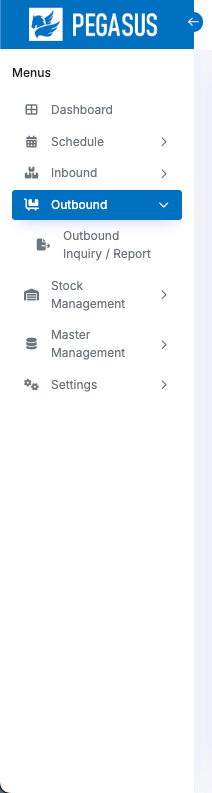 PEGASUS
Menus
Dashboard
Schedule
Inbound
Outbound
Outbound
Inquiry / Report
Stock
Management
Master
Management
Settings